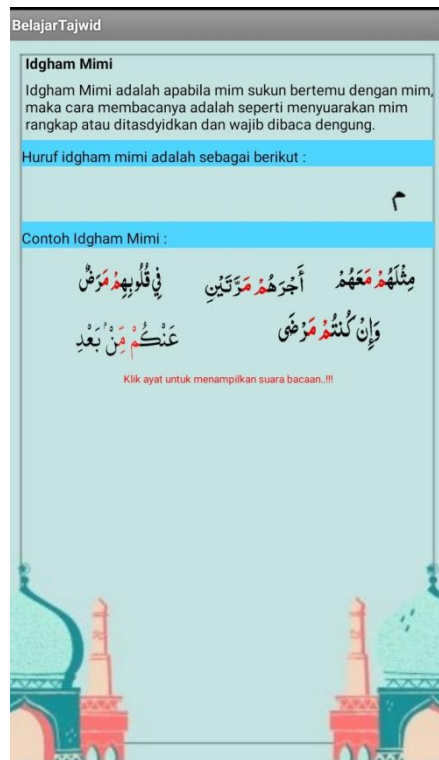 BelajarTajwid
Idgham Mimi
Idgham Mimi adalah apabila mim sukun bertemu dengan mim,
maka cara membacanya adalah seperti menyuarakan mim
rangkap atau ditasdyidkan dan wajib dibaca dengung.
Huruf idgham mimi adalah sebagai berikut :
م
Contoh Idgham Mimi :
مِثْلَهُمْ مَعَهُمْ أَجْرَهُمْ مَرَّتَيْنِ فِي قُلُوبِهِمْ مَرَضٌ
وَإِنْ كُنتُمْ مَرْضَى عَنْكُمْ مِّنْ بَعْدِ
Klik ayat untuk menampilkan suara bacaan..!!!